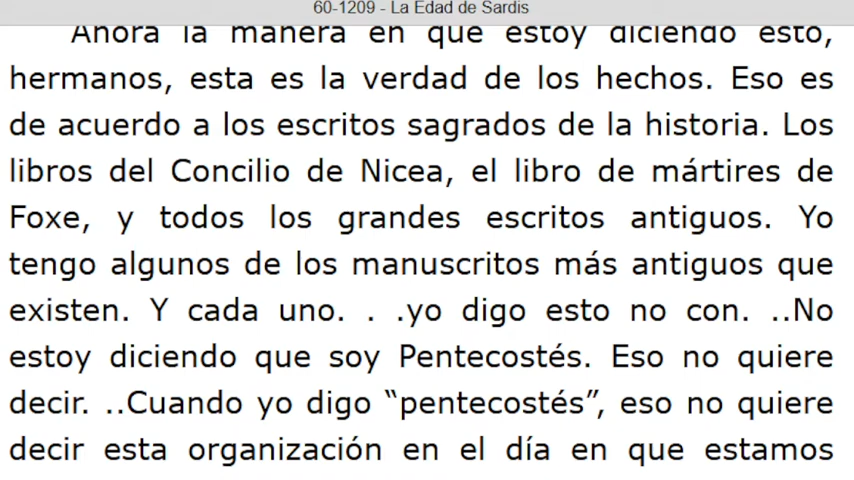 60-1209 - La Edad de Sardis
Ahora la manera en que estoy diciendo esto,
hermanos, esta es la verdad de los hechos. Eso es
de acuerdo a los escritos sagrados de la historia. Los
libros del Concilio de Nicea, el libro de mártires de
Foxe, y todos los grandes escritos antiguos. Yo
tengo algunos de los manuscritos más antiguos que
existen. Y cada uno. . .yo digo esto no con. ..No
estoy diciendo que soy Pentecostés. Eso no quiere
decir. ..Cuando yo digo “pentecostés”, eso no quiere
decir esta organización en el día en que estamos